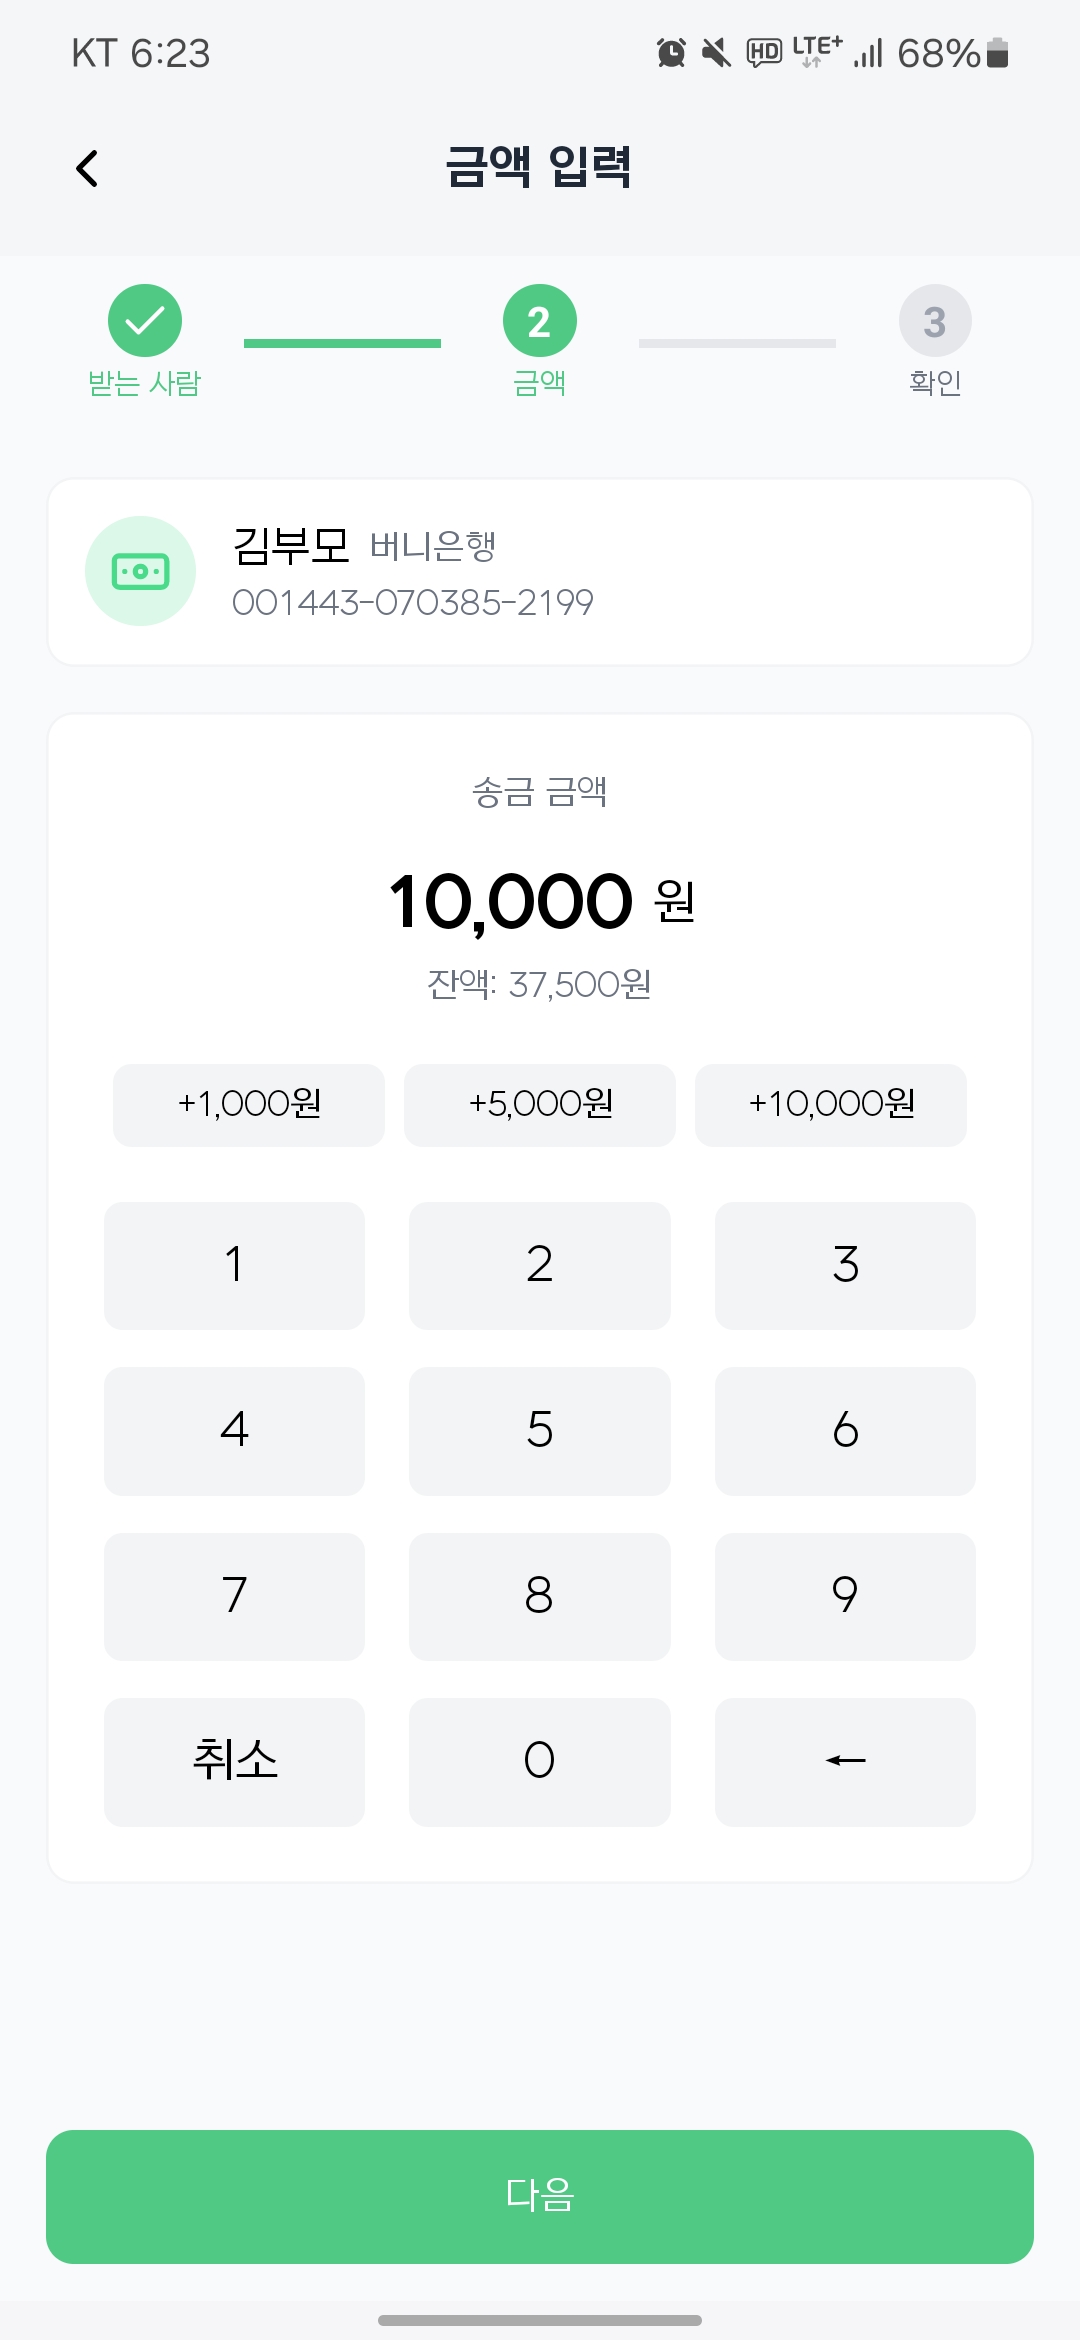 KT 6:23 HD LTE+ 68%
금액 입력
2 3
받는 사람 금액 확인
김부모 버니은행
001443-070385-2199
송금 금액
10,000 원
잔액: 37,500원
+1,000원 +5,000원 +10,000원
1 2 3
4 5 6
7 8 9
취소 0 ←
다음